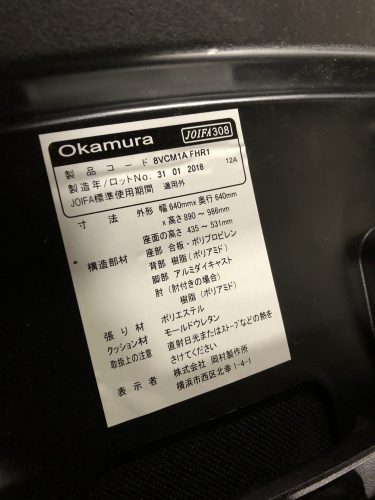 Okamura JOIFA308
製品コード 8VCM1A FHR1
製造年/ロットNo. 31 01 2018 12A
JOIFA標準使用期間 適用外
寸法 外形 幅640mm×奥行640mm
×高さ890 ~ 986mm
座面の高さ 435 ~ 531mm
構造部材 座部 合板・ポリプロピレン
背部 樹脂(ポリアミド)
脚部 アルミダイキャスト
肘(肘付きの場合)
樹脂(ポリアミド)
張り材 ポリエステル
クッション材 モールドウレタン
取扱上の注意 直射日光またはストーブなどの熱を
さけてください
表示者 株式会社 岡村製作所
横浜市西区北幸1-4-1